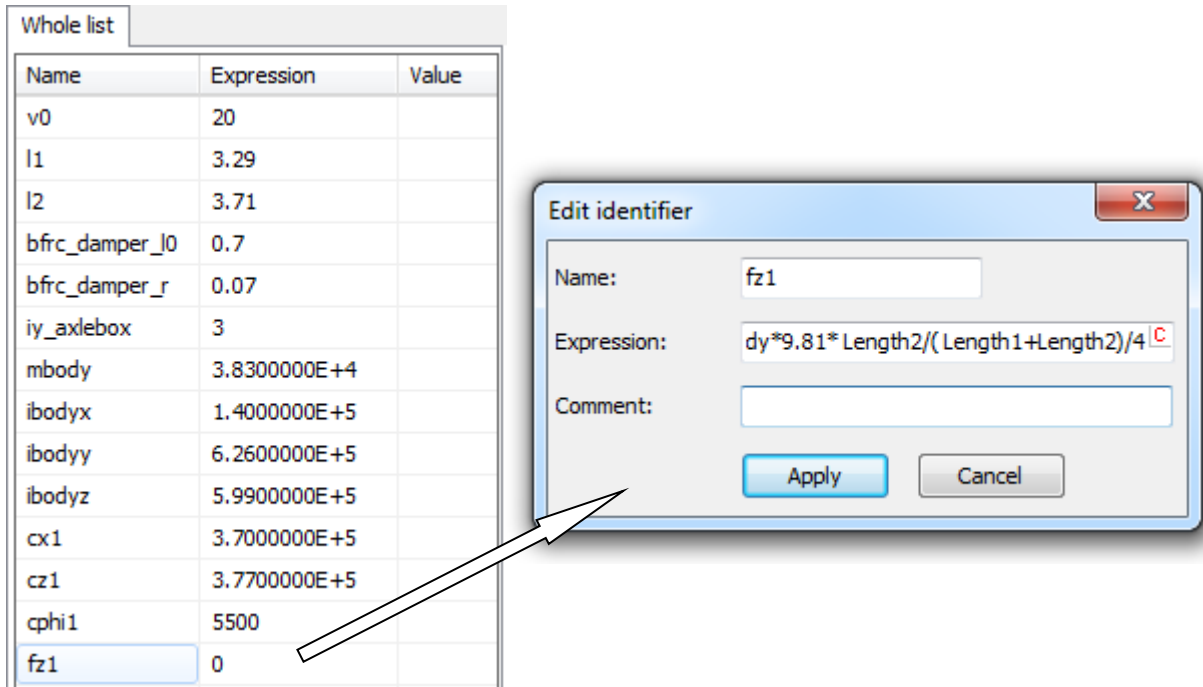 Whole list
Name Expression Value
v0 20
l1 3.29
l2 3.71
bfrc_damper_l0 0.7
bfrc_damper_r 0.07
iy_axlebox 3
mbody 3.8300000E+4
ibodyx 1.4000000E+5
ibodyy 6.2600000E+5
ibodyz 5.9900000E+5
cx1 3.7000000E+5
cz1 3.7700000E+5
cphi1 5500
fz1 0
Edit identifier
Name: fz1
Expression: dy*9.81* Length2/( Length1+Length2)/4 C
Comment:
Apply Cancel